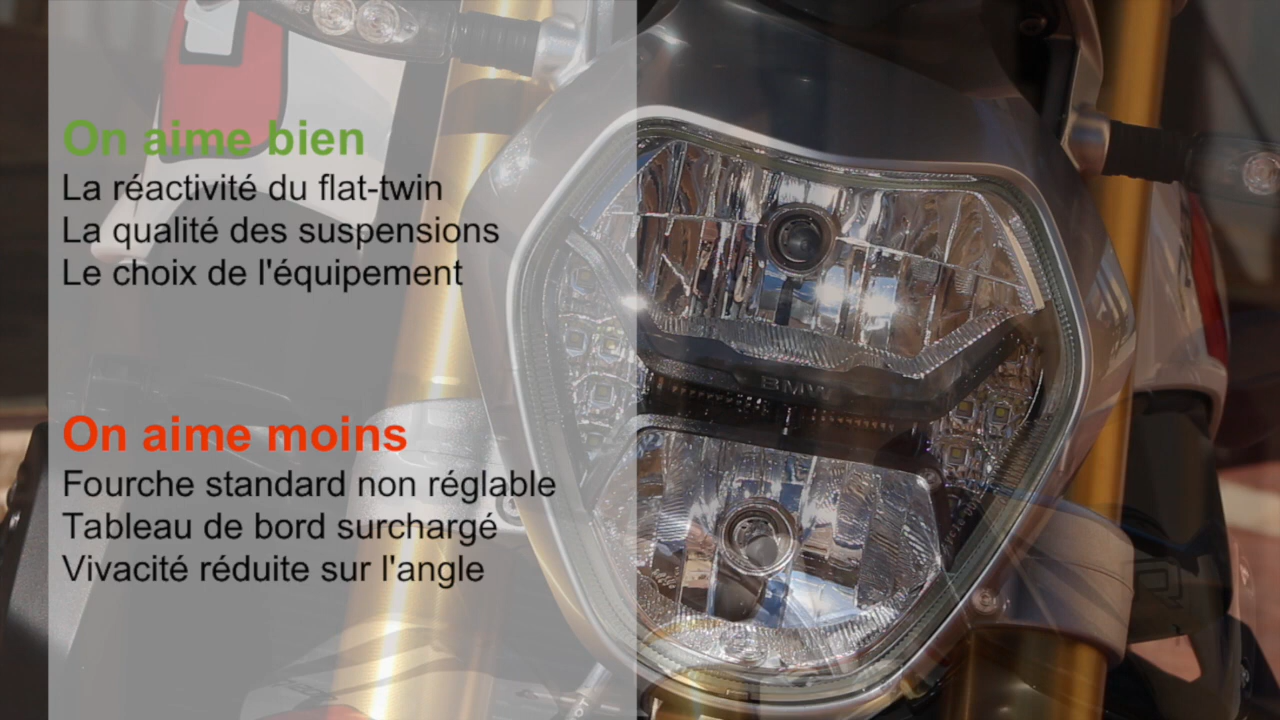 On aime bien
La réactivité du flat-twin
La qualité des suspensions
Le choix de l'équipement
On aime moins
Fourche standard non réglable
Tableau de bord surchargé
Vivacité réduite sur l'angle
BMW